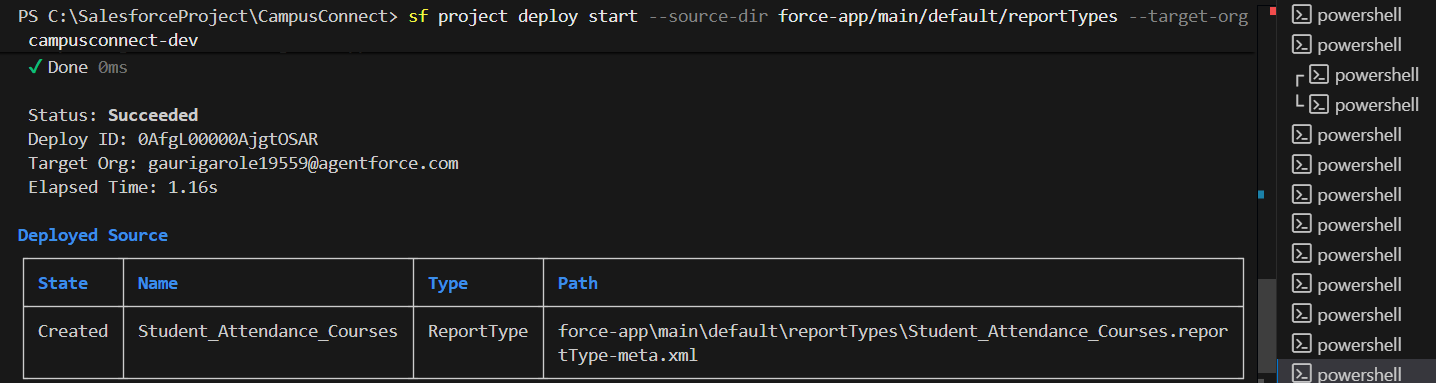 PS C:\SalesforceProject\CampusConnect> sf project deploy start --source-dir force-app/main/default/reportTypes --target-org
campusconnect-dev
✓ Done 0ms
Status: Succeeded
Deploy ID: 0AfgL00000AjgtOSAR
Target Org: gaurigarole19559@agentforce.com
Elapsed Time: 1.16s
Deployed Source
State Name Type Path
Created Student_Attendance_Courses ReportType force-app\main\default\reportTypes\Student_Attendance_Courses.repor
tType-meta.xml
powershell
powershell
powershell
powershell
powershell
powershell
powershell
powershell
powershell
powershell
powershell
powershell
powershell